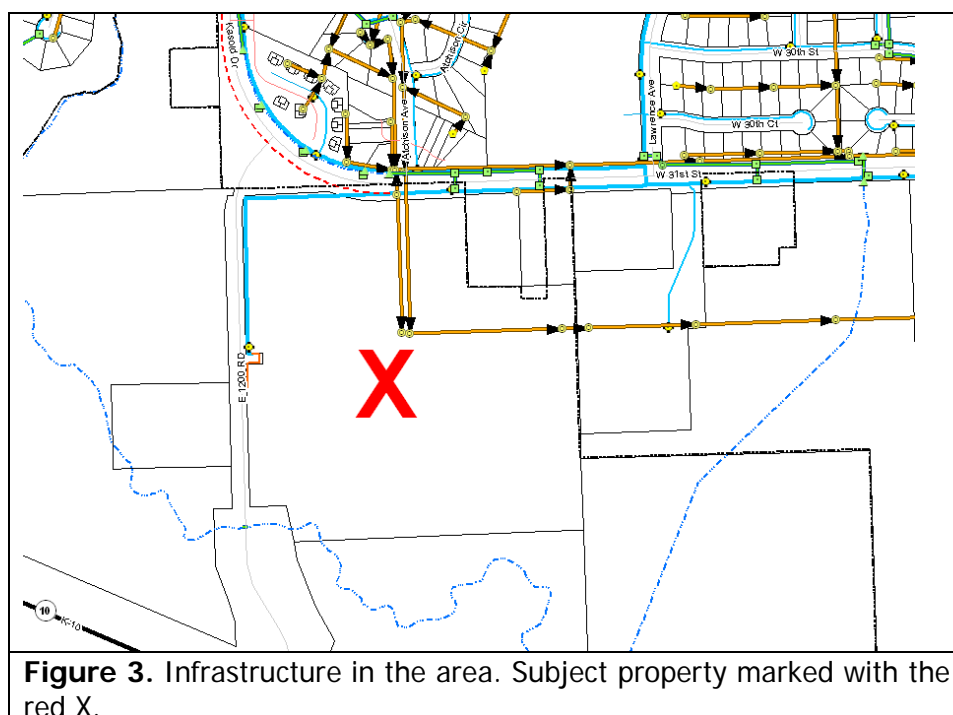 Kasold Dr
Atchison Cir
Atchison Ave
Lawrence Ave
W 30th St
W 30th Ct
W 31st St
E 1200 RD
X
10
K-10
Figure 3. Infrastructure in the area. Subject property marked with the
red X.